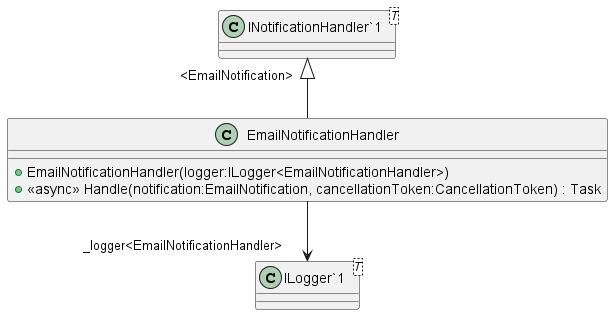 C INotificationHandler`1 T
<EmailNotification>
C EmailNotificationHandler
EmailNotificationHandler(logger:ILogger<EmailNotificationHandler>)
«async» Handle(notification:EmailNotification, cancellationToken:CancellationToken) : Task
_logger<EmailNotificationHandler>
C ILogger`1 T